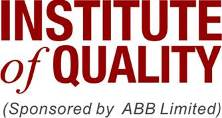 INSTITUTE
of QUALITY
(Sponsored by ABB Limited)